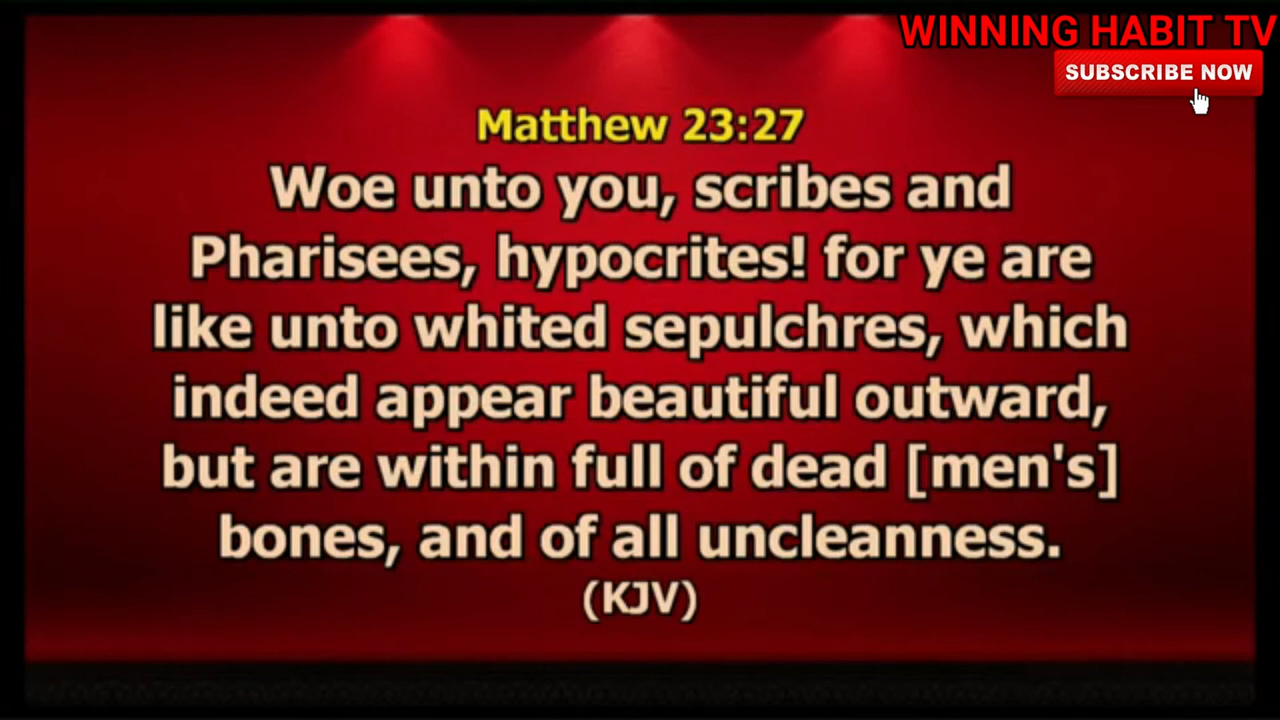 WINNING HABIT TV
SUBSCRIBE NOW
Matthew 23:27
Woe unto you, scribes and
Pharisees, hypocrites! for ye are
like unto whited sepulchres, which
indeed appear beautiful outward,
but are within full of dead [men's]
bones, and of all uncleanness.
(KJV)